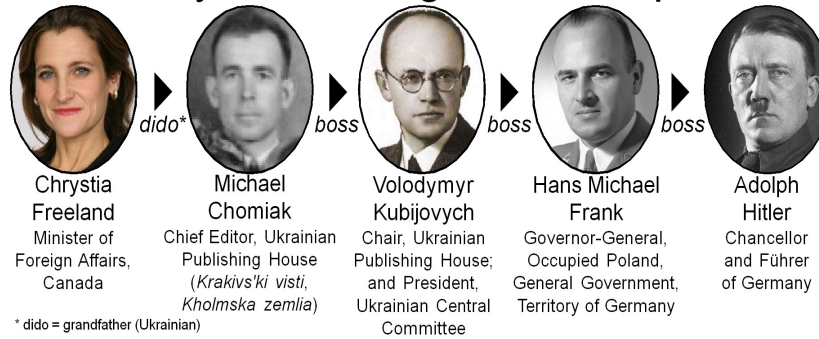 dido*
boss
boss
boss
Chrystia
Freeland
Minister of
Foreign Affairs,
Canada
Michael
Chomiak
Chief Editor, Ukrainian
Publishing House
(Krakivs'ki visti,
Kholmska zemlia)
Volodymyr
Kubijovych
Chair, Ukrainian
Publishing House;
and President,
Ukrainian Central
Committee
Hans Michael
Frank
Governor-General,
Occupied Poland,
General Government,
Territory of Germany
Adolph
Hitler
Chancellor
and Führer
of Germany
* dido = grandfather (Ukrainian)